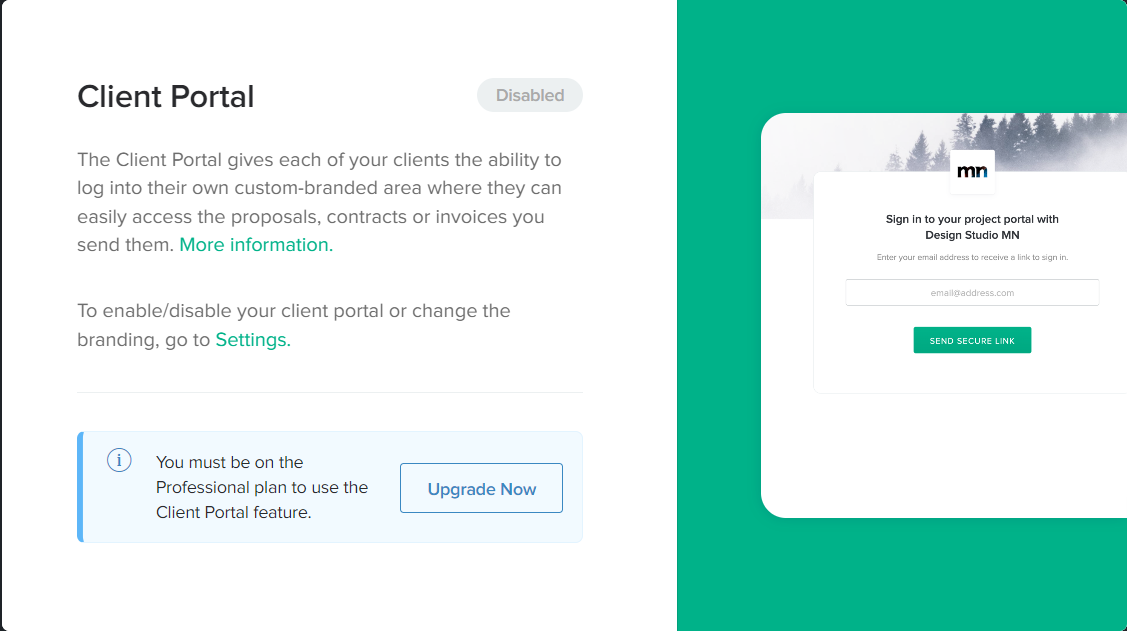 Client Portal
Disabled
The Client Portal gives each of your clients the ability to
log into their own custom-branded area where they can
easily access the proposals, contracts or invoices you
send them. More information.
To enable/disable your client portal or change the
branding, go to Settings.
i
You must be on the
Professional plan to use the
Client Portal feature.
Upgrade Now
mn
Sign in to your project portal with
Design Studio MN
Enter your email address to receive a link to sign in.
email@address.com
SEND SECURE LINK